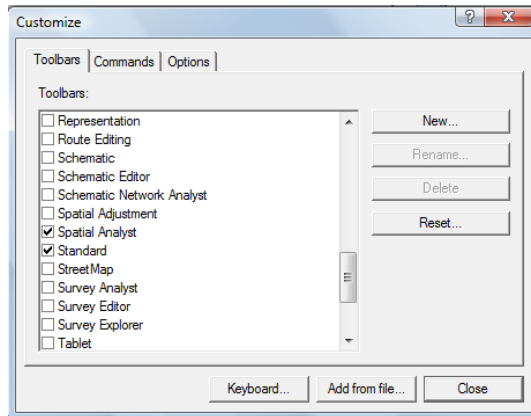 Customize
Toolbars Commands Options
Toolbars:
Representation
Route Editing
Schematic
Schematic Editor
Schematic Network Analyst
Spatial Adjustment
Spatial Analyst
Standard
StreetMap
Survey Analyst
Survey Editor
Survey Explorer
Tablet
New...
Rename...
Delete
Reset...
Keyboard... Add from file... Close